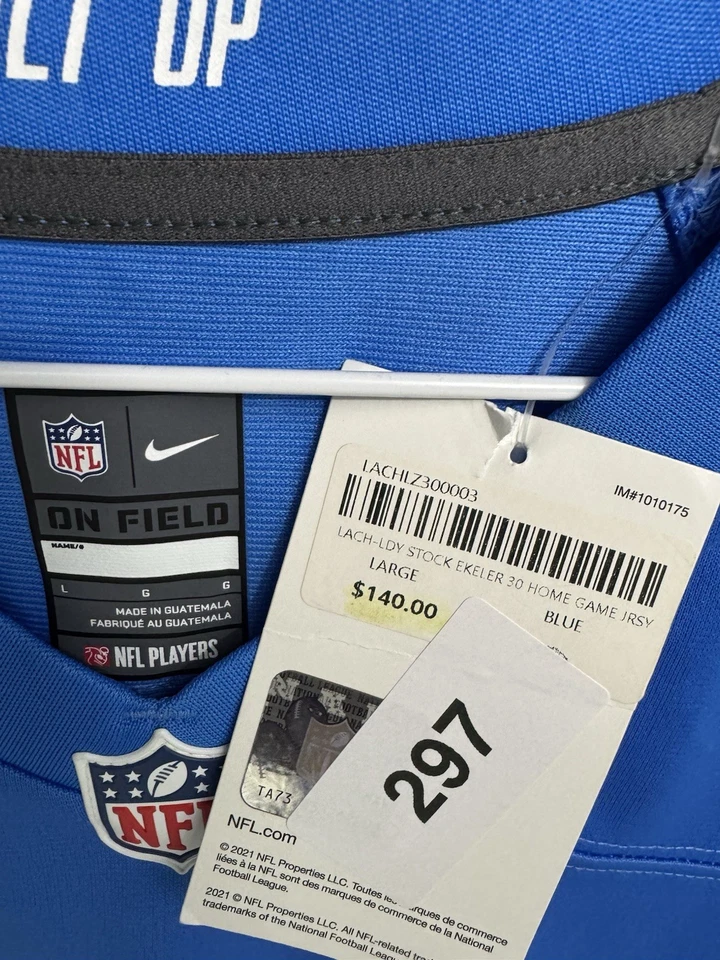 UP
NFL
ON FIELD
NAME/#
L G G
MADE IN GUATEMALA
FABRIQUÉ AU GUATEMALA
NFL PLAYERS
NFL
LACHLZ300003
IM#1010175
LACH-LDY STOCK EKELER 30 HOME GAME JRSY
LARGE
$140.00
BLUE
297
TA73
NFL.com
© 2021 NFL Properties LLC. Toutes les marques de commerce
liées à la NFL sont des marques de commerce de la National
Football League.
2021 © NFL Properties LLC. All NFL-related
trademarks of the National Football League.